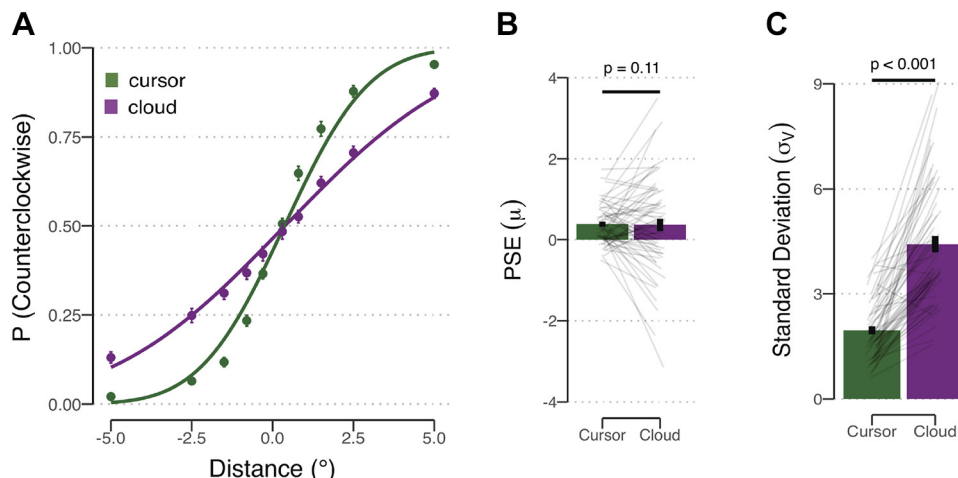 A
P (Counterclockwise)
1.00
0.75
0.50
0.25
0.00
cursor
cloud
-5.0
-2.5
0.0
2.5
5.0
Distance (°)
B
p = 0.11
PSE (μ)
4
2
0
-2
-4
Cursor
Cloud
C
p < 0.001
Standard Deviation (σV)
9
6
3
0
Cursor
Cloud